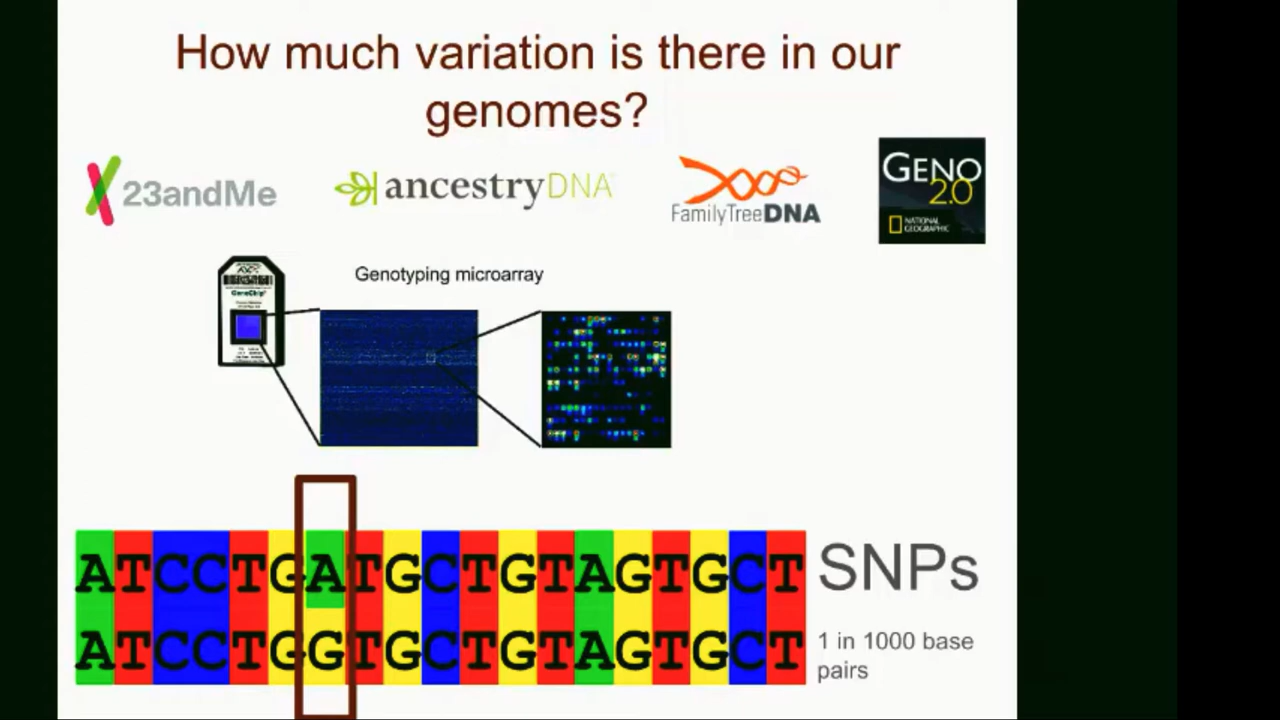 How much variation is there in our
genomes?
23andMe
ancestryDNA
FamilyTreeDNA
GENO
2.0
NATIONAL
GEOGRAPHIC
Genotyping microarray
GeneChip
ATCCTGATGCTGTAGTGCT
SNPs
ATCCTGGTGCTGTAGTGCT
1 in 1000 base
pairs